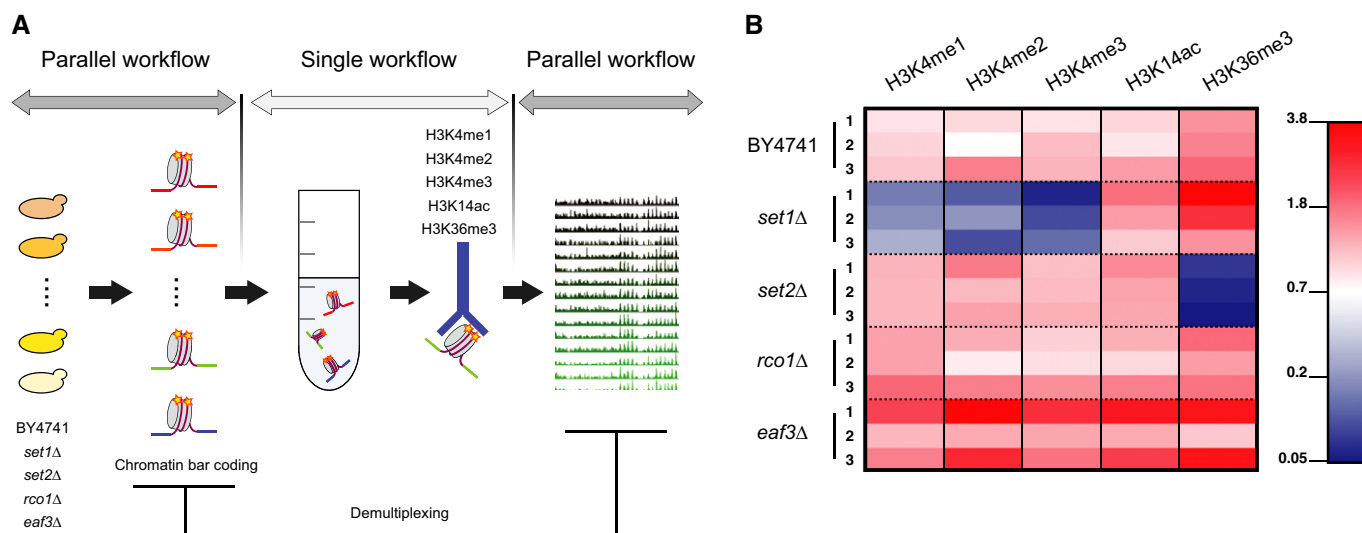 A
Parallel workflow
Single workflow
Parallel workflow
H3K4me1
H3K4me2
H3K4me3
H3K14ac
H3K36me3
BY4741
set1Δ
set2Δ
rco1Δ
eaf3Δ
Chromatin bar coding
Demultiplexing
B
H3K4me1
H3K4me2
H3K4me3
H3K14ac
H3K36me3
BY4741
1
2
3
set1Δ
1
2
3
set2Δ
1
2
3
rco1Δ
1
2
3
eaf3Δ
1
2
3
3.8
1.8
0.7
0.2
0.05